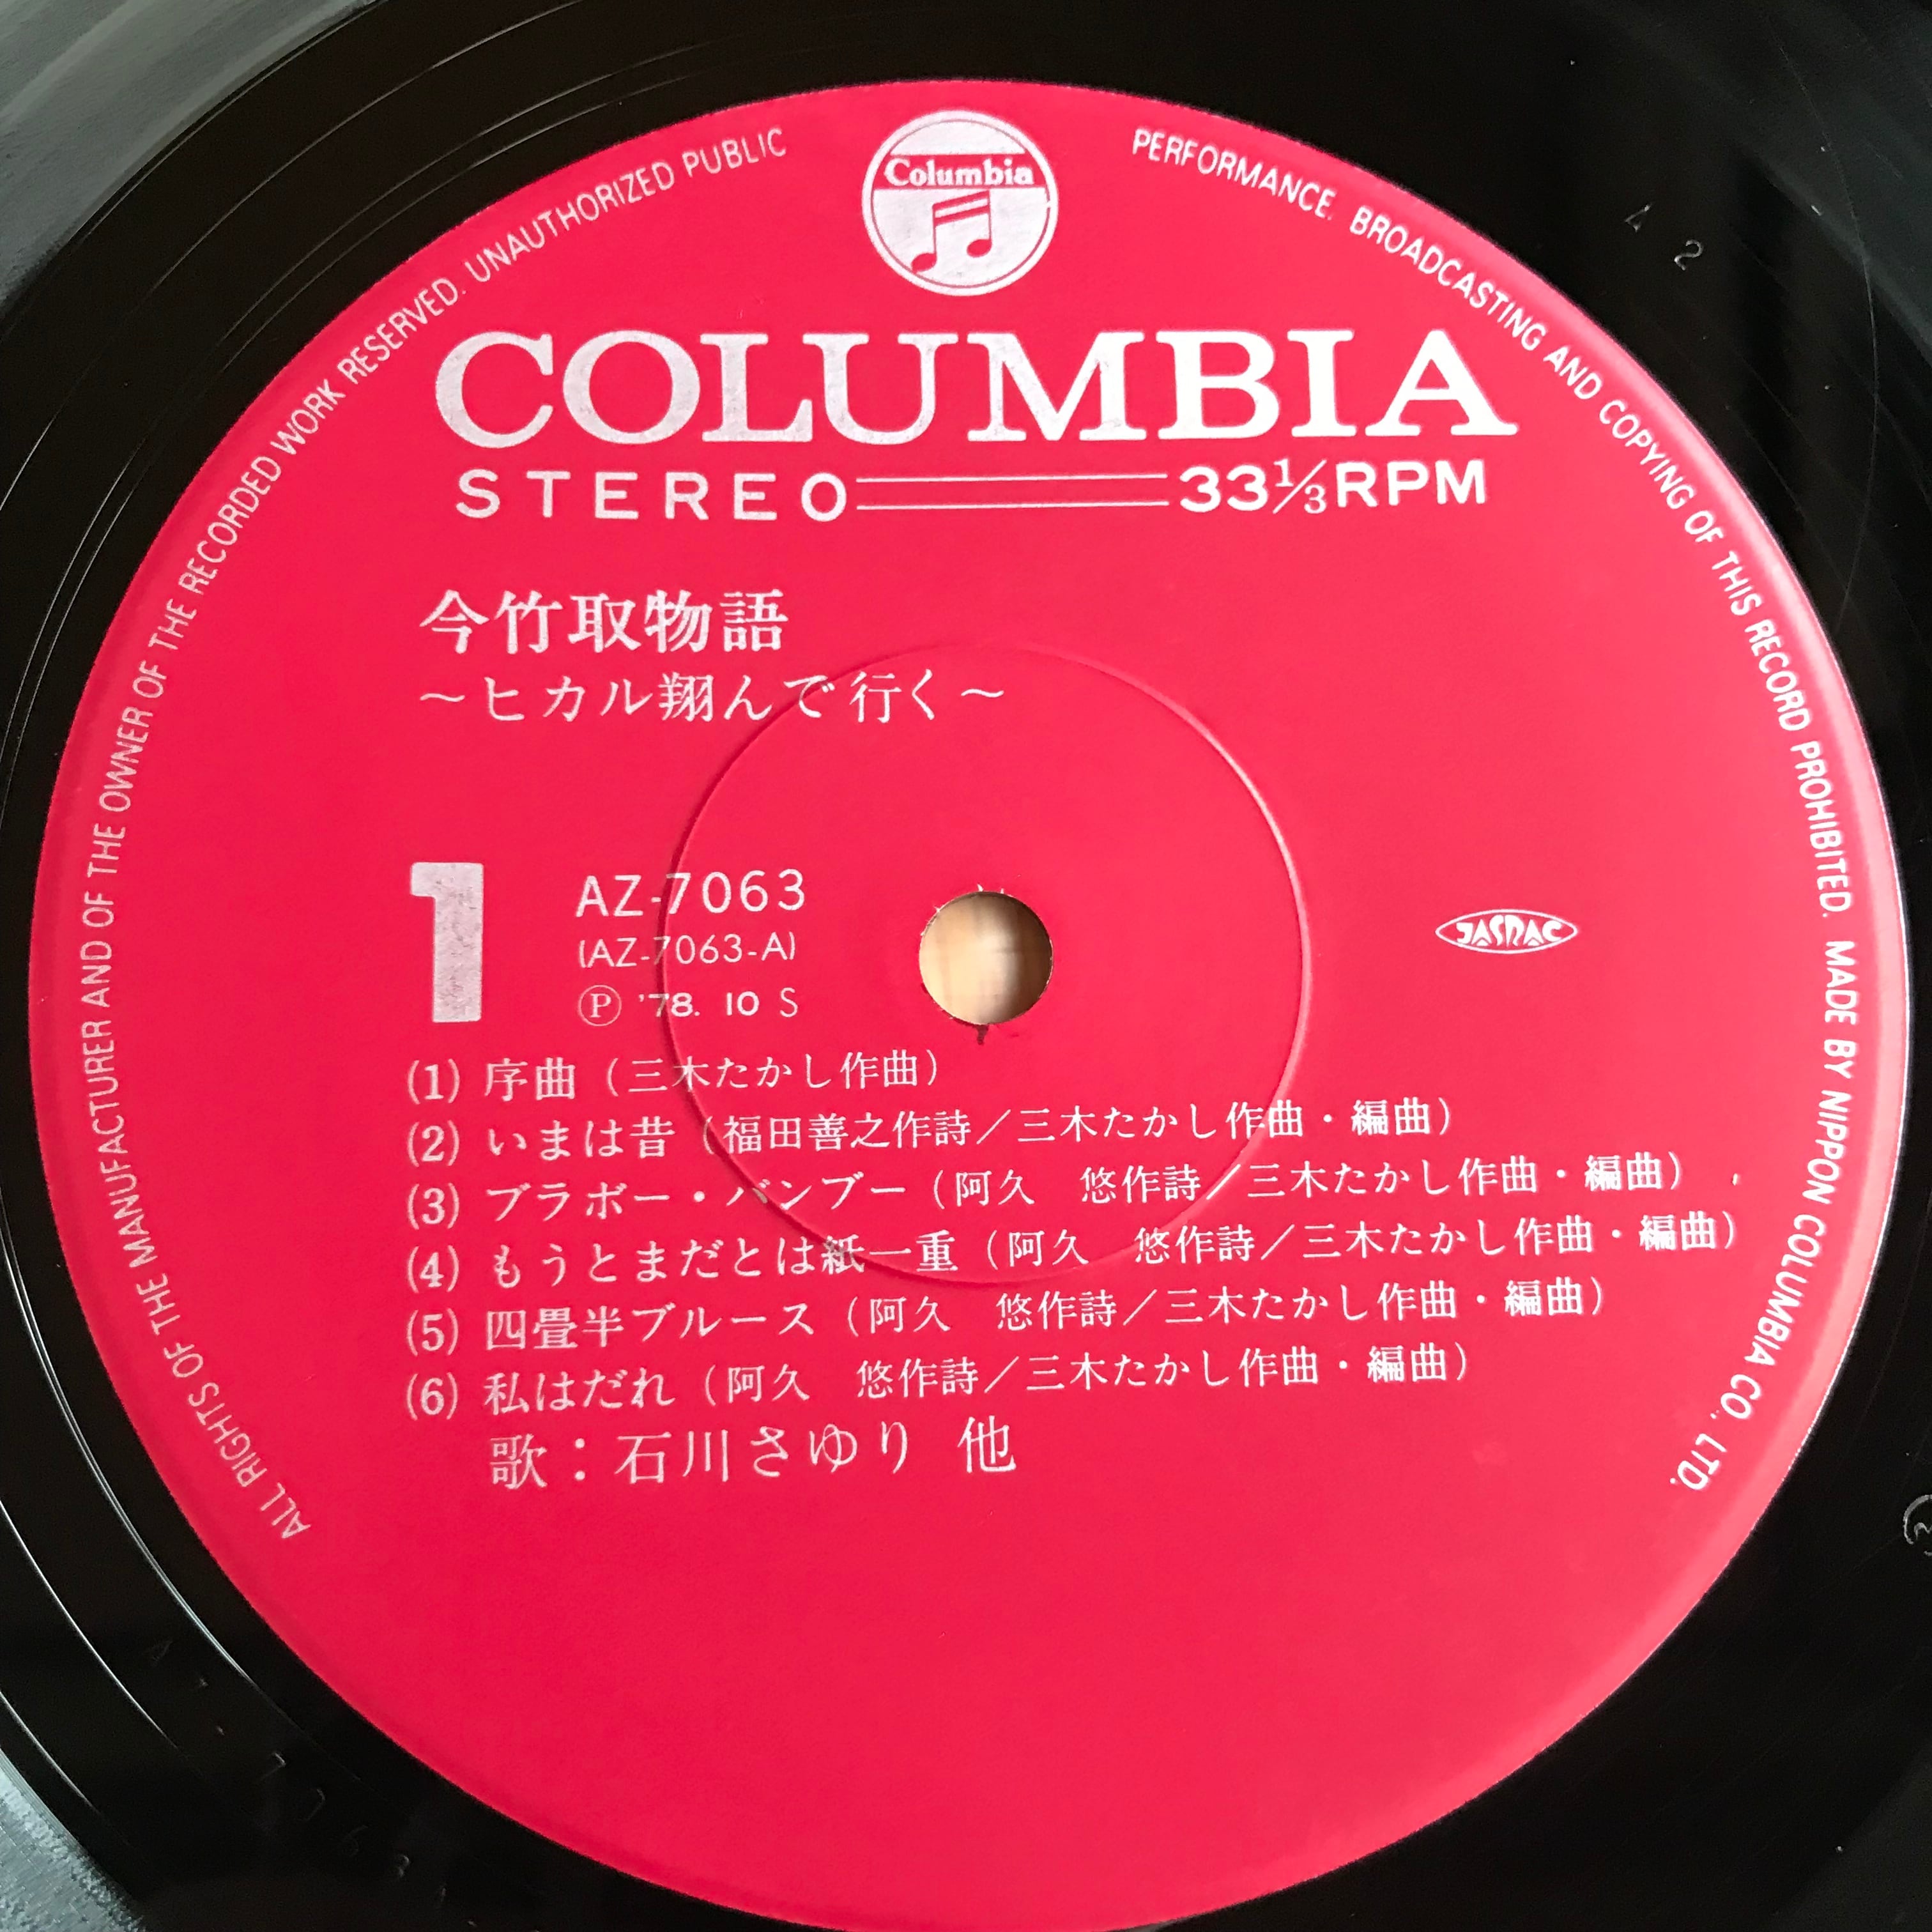 ALL RIGHTS OF THE MANUFACTURER AND OF THE OWNER OF THE RECORDED WORK RESERVED. UNAUTHORIZED PUBLIC PERFORMANCE. BROADCASTING AND COPYING OF THIS RECORD PROHIBITED. MADE BY NIPPON COLUMBIA CO., LTD.
Columbia
COLUMBIA
STEREO 33⅓RPM
今竹取物語
～ヒカル翔んで行く～
1
AZ-7063
(AZ-7063-A)
Ⓟ '78. 10 S
JASRAC
(1) 序曲（三木たかし作曲）
(2) いまは昔（福田善之作詩／三木たかし作曲・編曲）
(3) ブラボー・バンブー（阿久　悠作詩／三木たかし作曲・編曲）
(4) もうとまだとは紙一重（阿久　悠作詩／三木たかし作曲・編曲）
(5) 四畳半ブルース（阿久　悠作詩／三木たかし作曲・編曲）
(6) 私はだれ（阿久　悠作詩／三木たかし作曲・編曲）
歌：石川さゆり 他